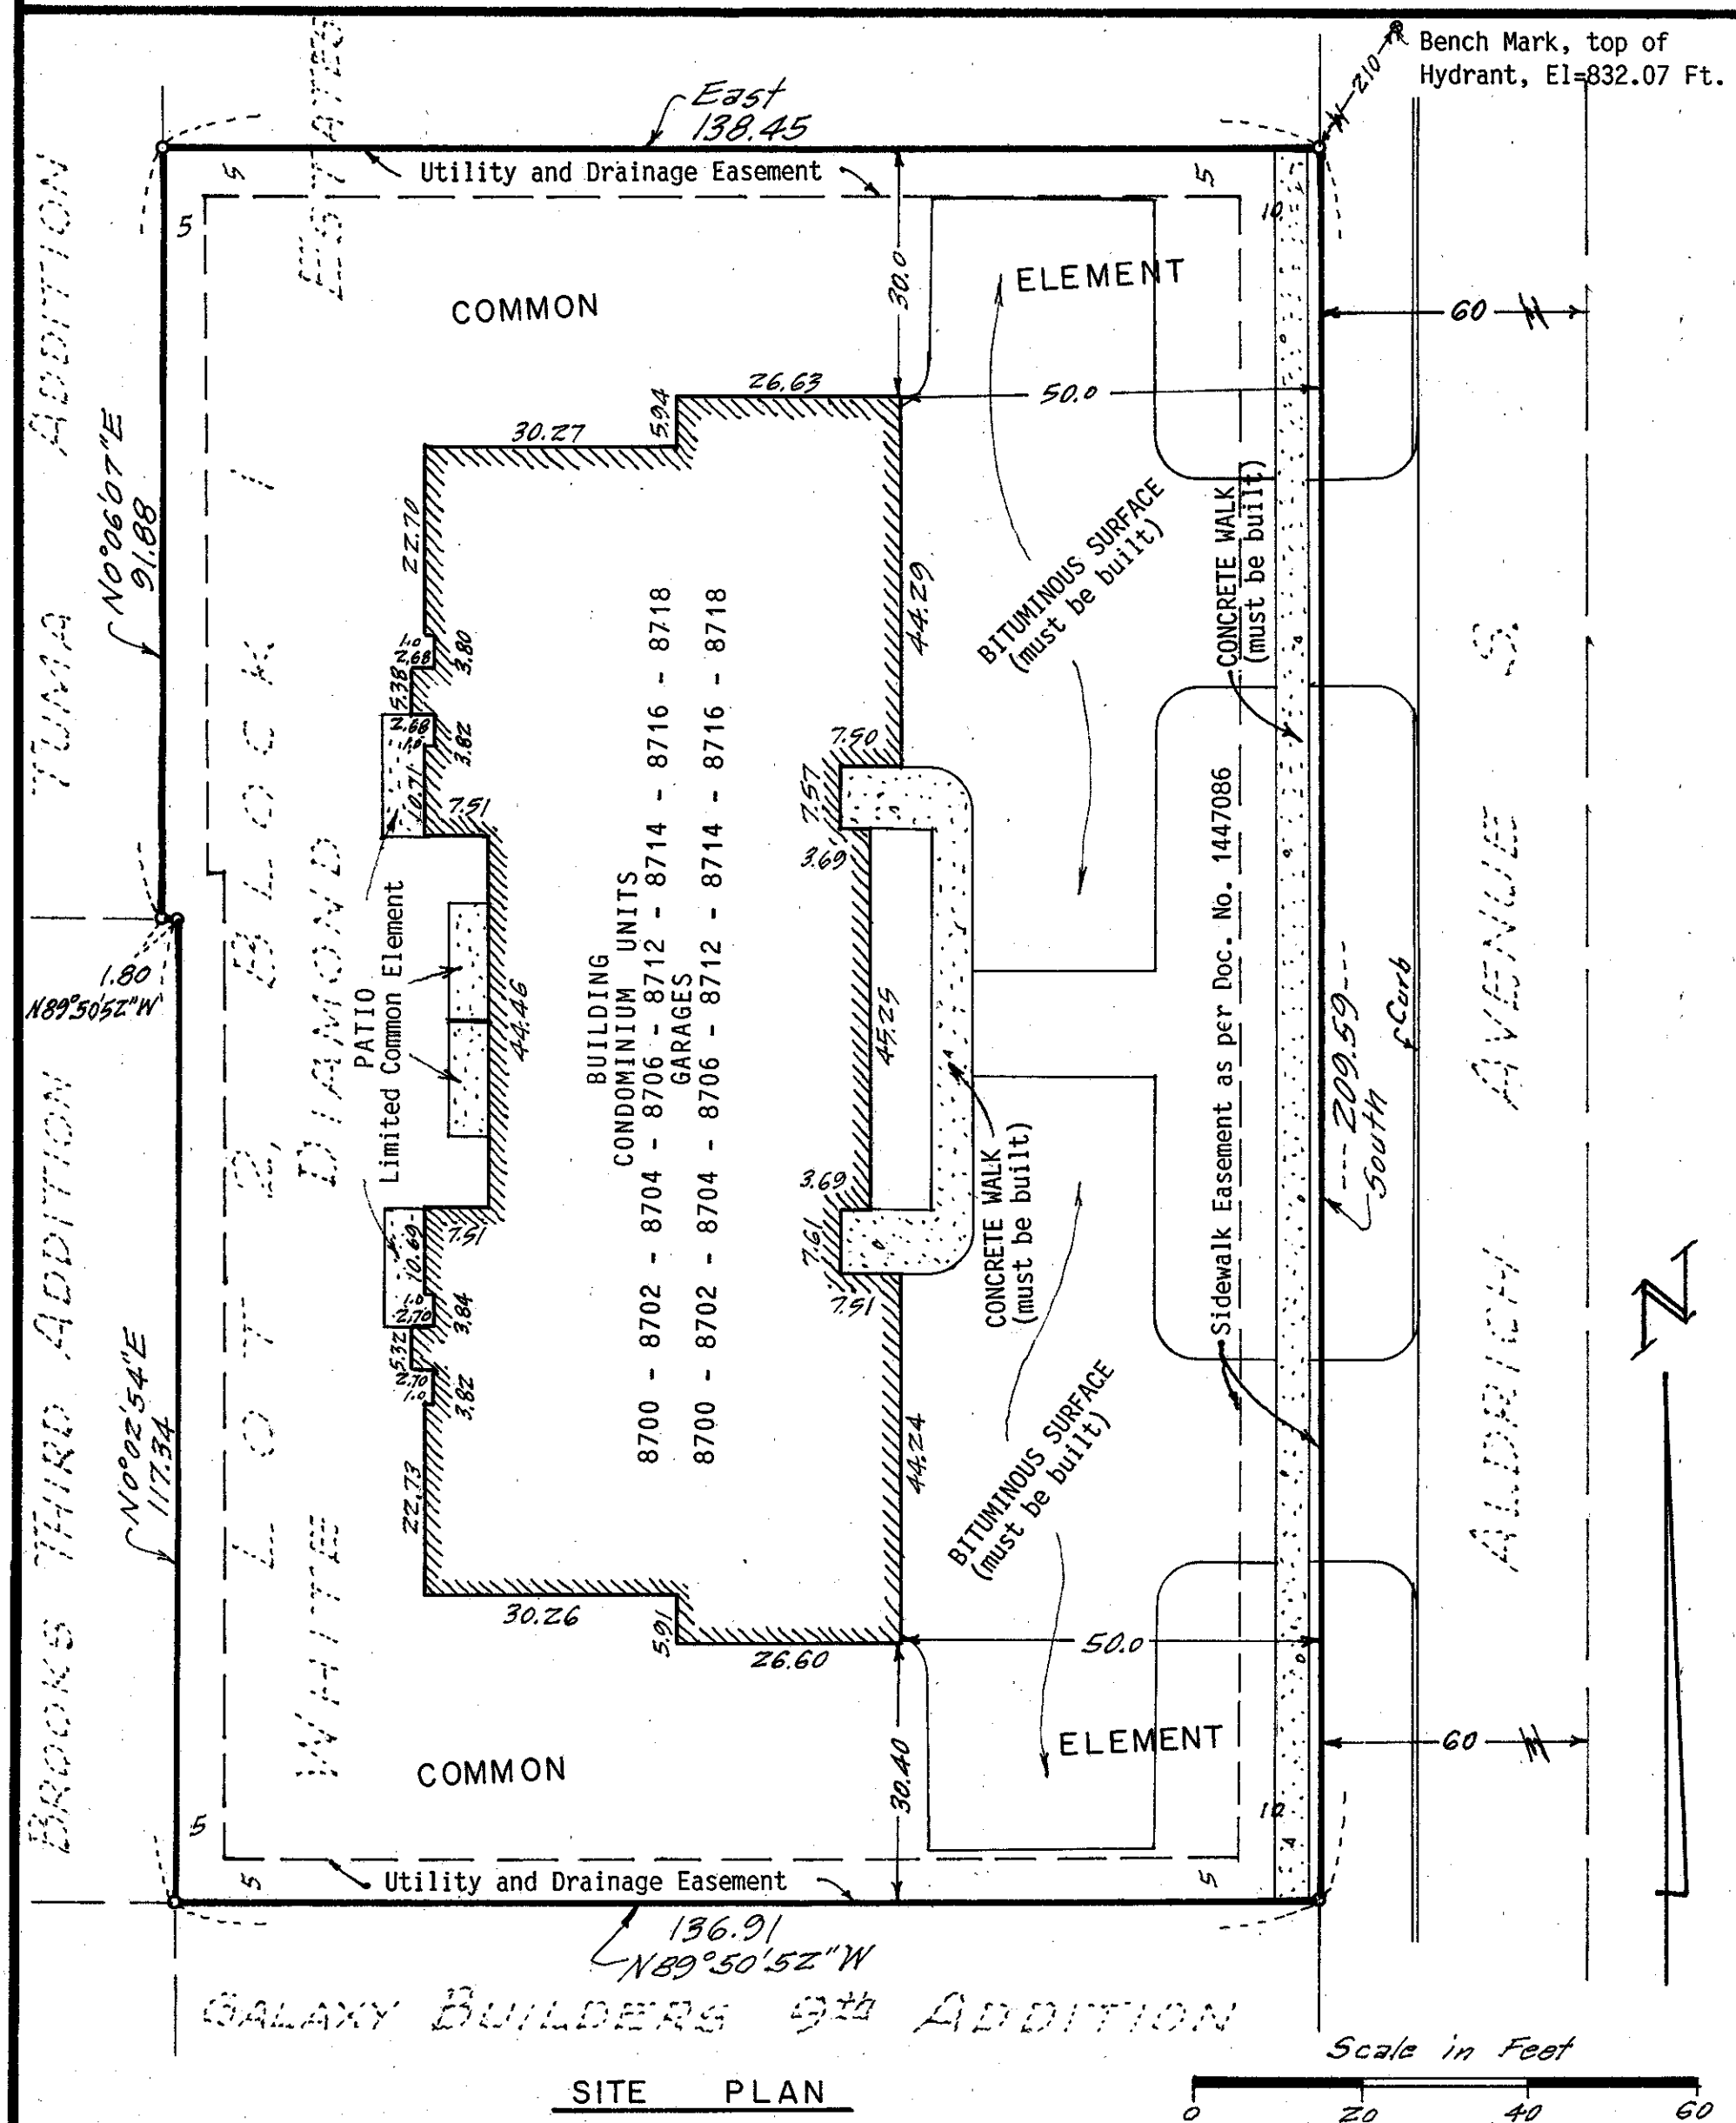 Bench Mark, top of
Hydrant, El=832.07 Ft.
210
East
138.45
Utility and Drainage Easement
5
5
5
10
COMMON
ELEMENT
30.0
60
50.0
26.63
5.94
30.27
22.70
1.0
2.68
3.80
5.38
2.68
1.0
3.82
10.71
7.51
44.29
7.50
7.57
3.69
BITUMINOUS SURFACE
(must be built)
CONCRETE WALK
(must be built)
N0°06'07"E
91.88
TUMA ADDITION
LOT 2, BLOCK 1
WHITE DIAMOND ESTATES
1.80
N89°50'52"W
PATIO
Limited Common Element
44.46
BUILDING
CONDOMINIUM UNITS
8700 - 8702 - 8704 - 8706 - 8712 - 8714 - 8716 - 8718
GARAGES
8700 - 8702 - 8704 - 8706 - 8712 - 8714 - 8716 - 8718
45.25
Sidewalk Easement as per Doc. No. 1447086
209.59
South
Curb
ALDRICH AVENUE S.
BROOKS THIRD ADDITION
N0°02'54"E
117.34
3.69
7.61
7.51
CONCRETE WALK
(must be built)
7.51
10.69
1.0
2.70
3.84
5.32
2.70
1.0
3.82
22.73
30.26
5.91
26.60
44.24
BITUMINOUS SURFACE
(must be built)
50.0
60
N
COMMON
ELEMENT
30.40
10
5
5
5
Utility and Drainage Easement
136.91
N89°50'52"W
GALAXY BUILDERS 9th ADDITION
SITE PLAN
Scale in Feet
0 20 40 60